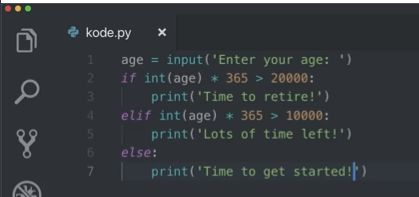 kode.py
1 age = input('Enter your age: ')
2 if int(age) * 365 > 20000:
3     print('Time to retire!')
4 elif int(age) * 365 > 10000:
5     print('Lots of time left!')
6 else:
7     print('Time to get started!')